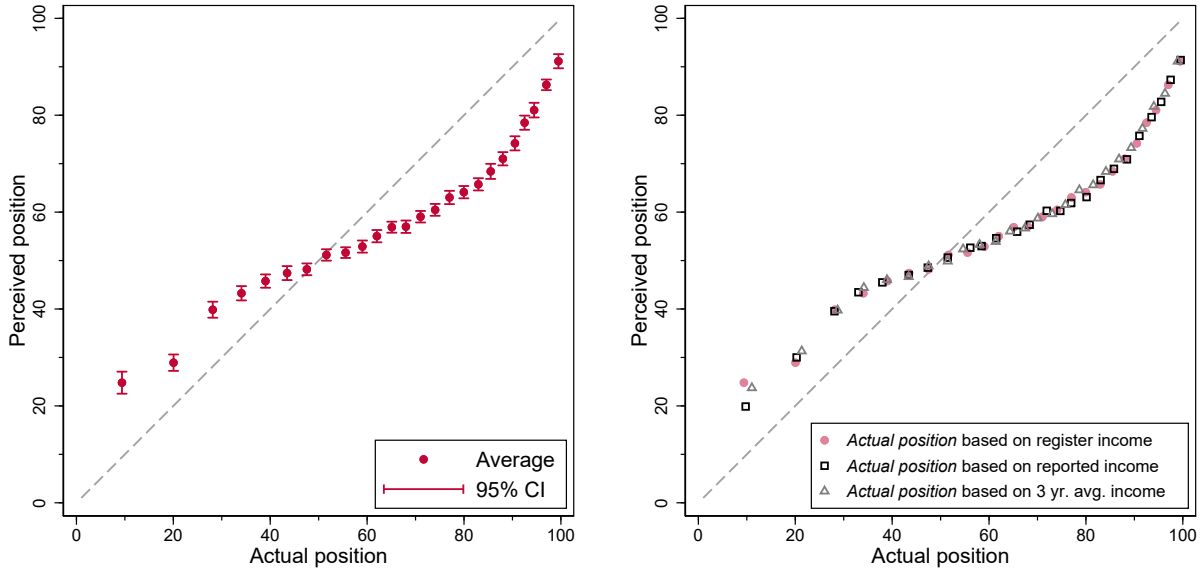 Perceived position
100
80
60
40
20
0
0 20 40 60 80 100
Actual position
Average
95% CI
Perceived position
100
80
60
40
20
0
0 20 40 60 80 100
Actual position
Actual position based on register income
Actual position based on reported income
Actual position based on 3 yr. avg. income